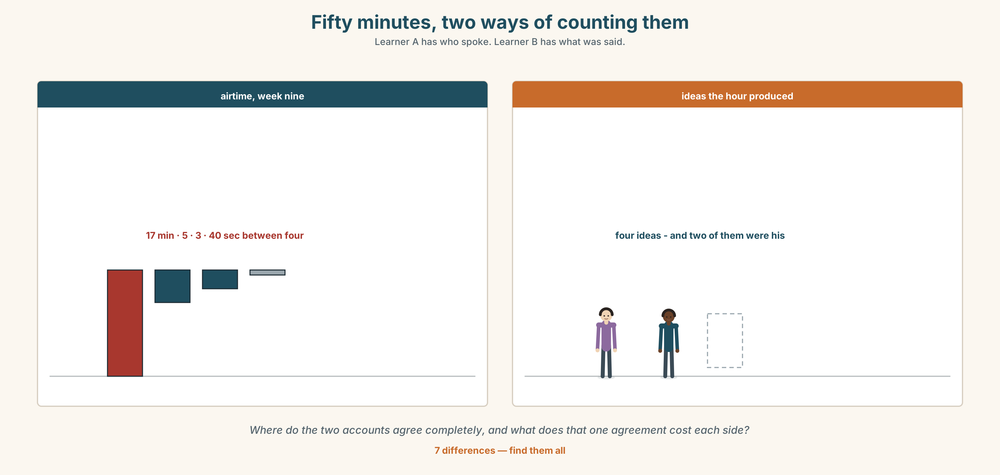 Fifty minutes, two ways of counting them
Learner A has who spoke. Learner B has what was said.
airtime, week nine
17 min · 5 · 3 · 40 sec between four
ideas the hour produced
four ideas - and two of them were his
Where do the two accounts agree completely, and what does that one agreement cost each side?
7 differences — find them all